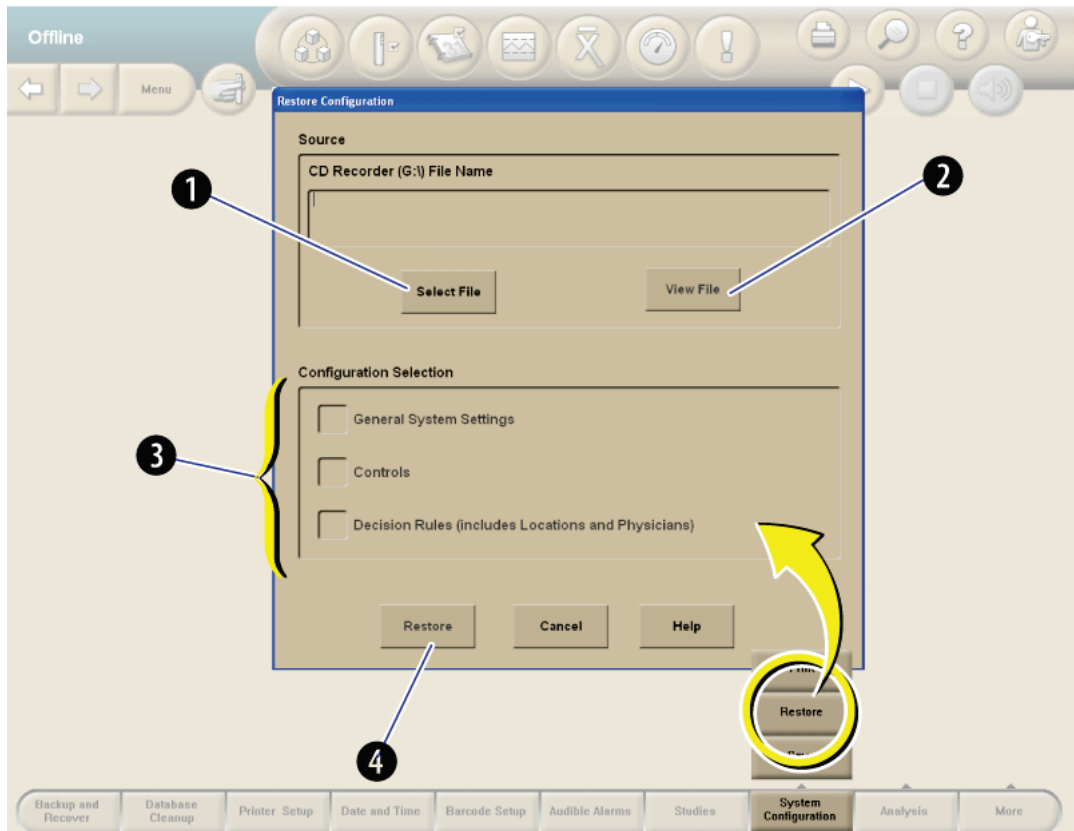 Offline
Menu
Restore Configuration
Source
CD Recorder (G:\) File Name
1
2
Select File
View File
Configuration Selection
General System Settings
3
Controls
Decision Rules (includes Locations and Physicians)
Restore
Cancel
Help
Restore
4
Backup and
Recover
Database
Cleanup
Printer Setup
Date and Time
Barcode Setup
Audible Alarms
Studies
System
Configuration
Analysis
More